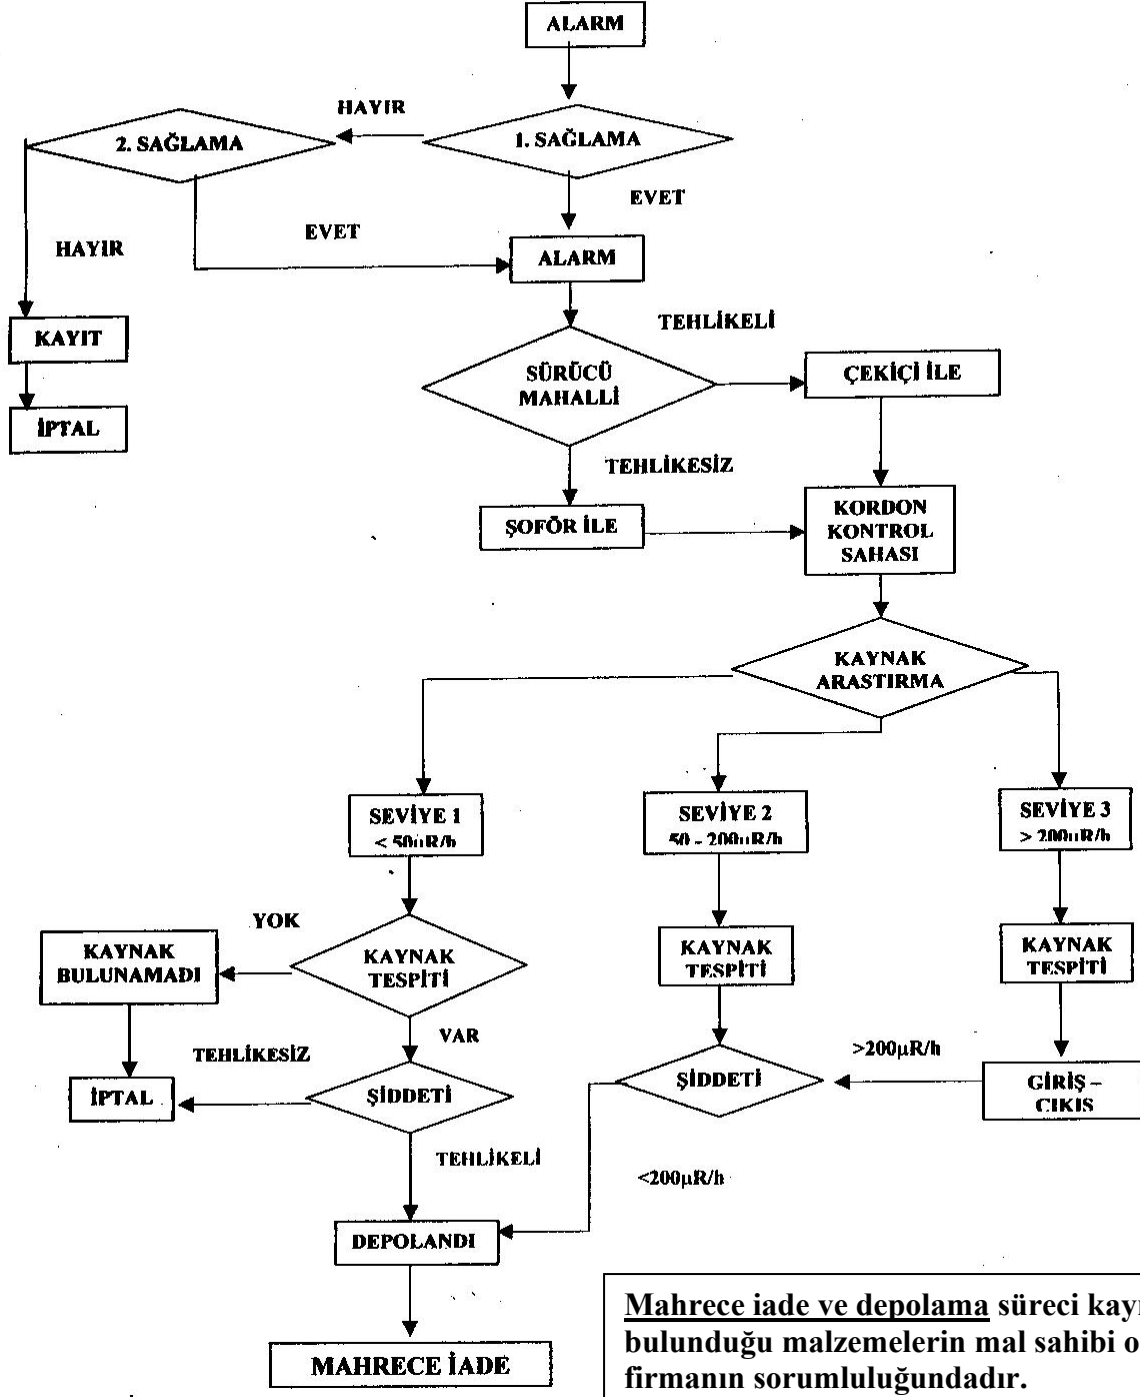 ALARM
HAYIR
2. SAĞLAMA
1. SAĞLAMA
EVET
EVET
HAYIR
ALARM
TEHLİKELİ
KAYIT
SÜRÜCÜ
MAHALLİ
ÇEKİÇİ İLE
İPTAL
TEHLİKESİZ
ŞOFÖR İLE
KORDON
KONTROL
SAHASI
KAYNAK
ARASTIRMA
SEVİYE 1
< 50µR/h
SEVİYE 2
50 - 200µR/h
SEVİYE 3
> 200µR/h
YOK
KAYNAK
BULUNAMADI
KAYNAK
TESPİTİ
KAYNAK
TESPİTİ
KAYNAK
TESPİTİ
VAR
TEHLİKESİZ
>200µR/h
İPTAL
ŞİDDETİ
ŞİDDETİ
GİRİŞ –
ÇIKIŞ
TEHLİKELİ
<200µR/h
DEPOLANDI
MAHRECE İADE
Mahrece iade ve depolama süreci
bulunduğu malzemelerin mal sahibi
firmanın sorumluluğundadır.